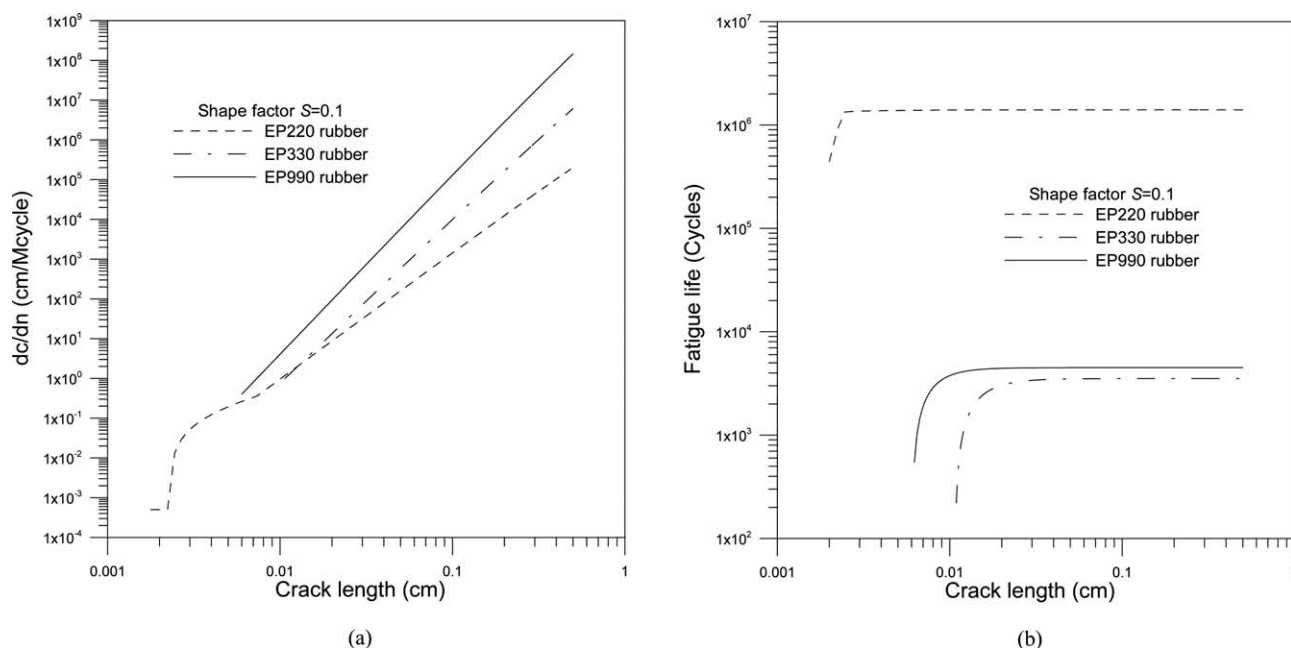 1x10⁹
1x10⁸
1x10⁷
1x10⁶
1x10⁵
1x10⁴
1x10³
1x10²
1x10¹
1x10⁰
1x10⁻¹
1x10⁻²
1x10⁻³
1x10⁻⁴
dc/dn (cm/Mcycle)
Shape factor S=0.1
EP220 rubber
EP330 rubber
EP990 rubber
0.001
0.01
0.1
1
Crack length (cm)
(a)
1x10⁷
1x10⁶
1x10⁵
1x10⁴
1x10³
1x10²
Fatigue life (Cycles)
Shape factor S=0.1
EP220 rubber
EP330 rubber
EP990 rubber
0.001
0.01
0.1
Crack length (cm)
(b)